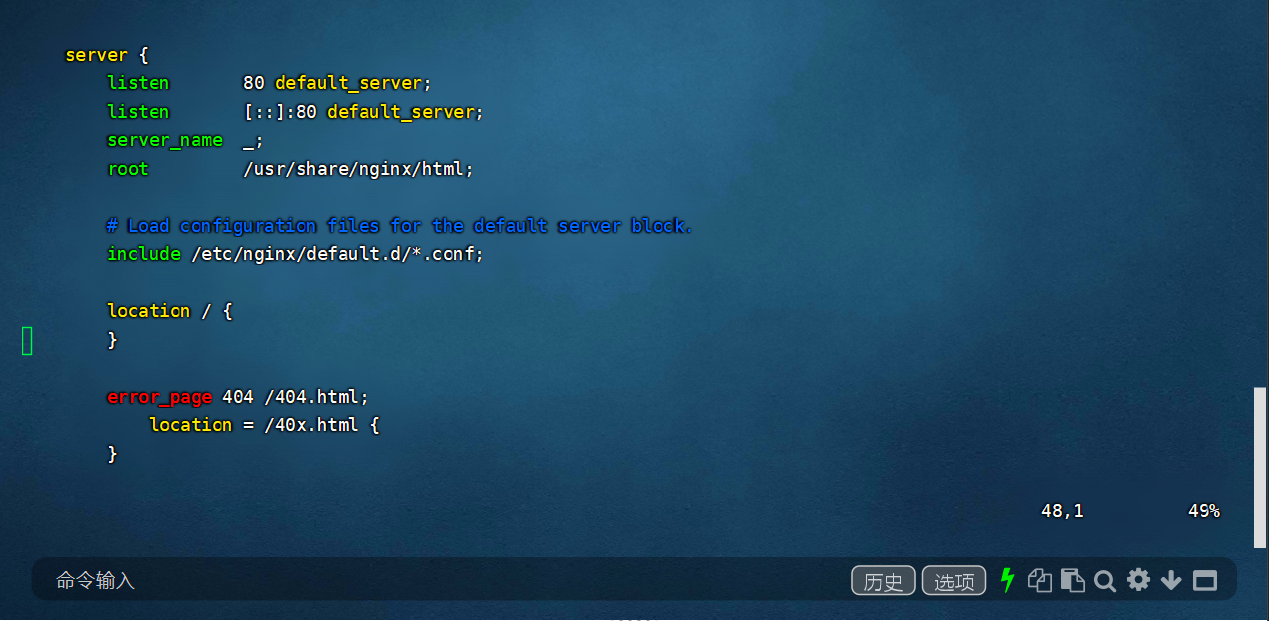 server {
listen 80 default_server;
listen [::]:80 default_server;
server_name _;
root /usr/share/nginx/html;
# Load configuration files for the default server block.
include /etc/nginx/default.d/*.conf;
location / {
}
error_page 404 /404.html;
location = /40x.html {
}
48,1 49%
命令输入 历史 选项